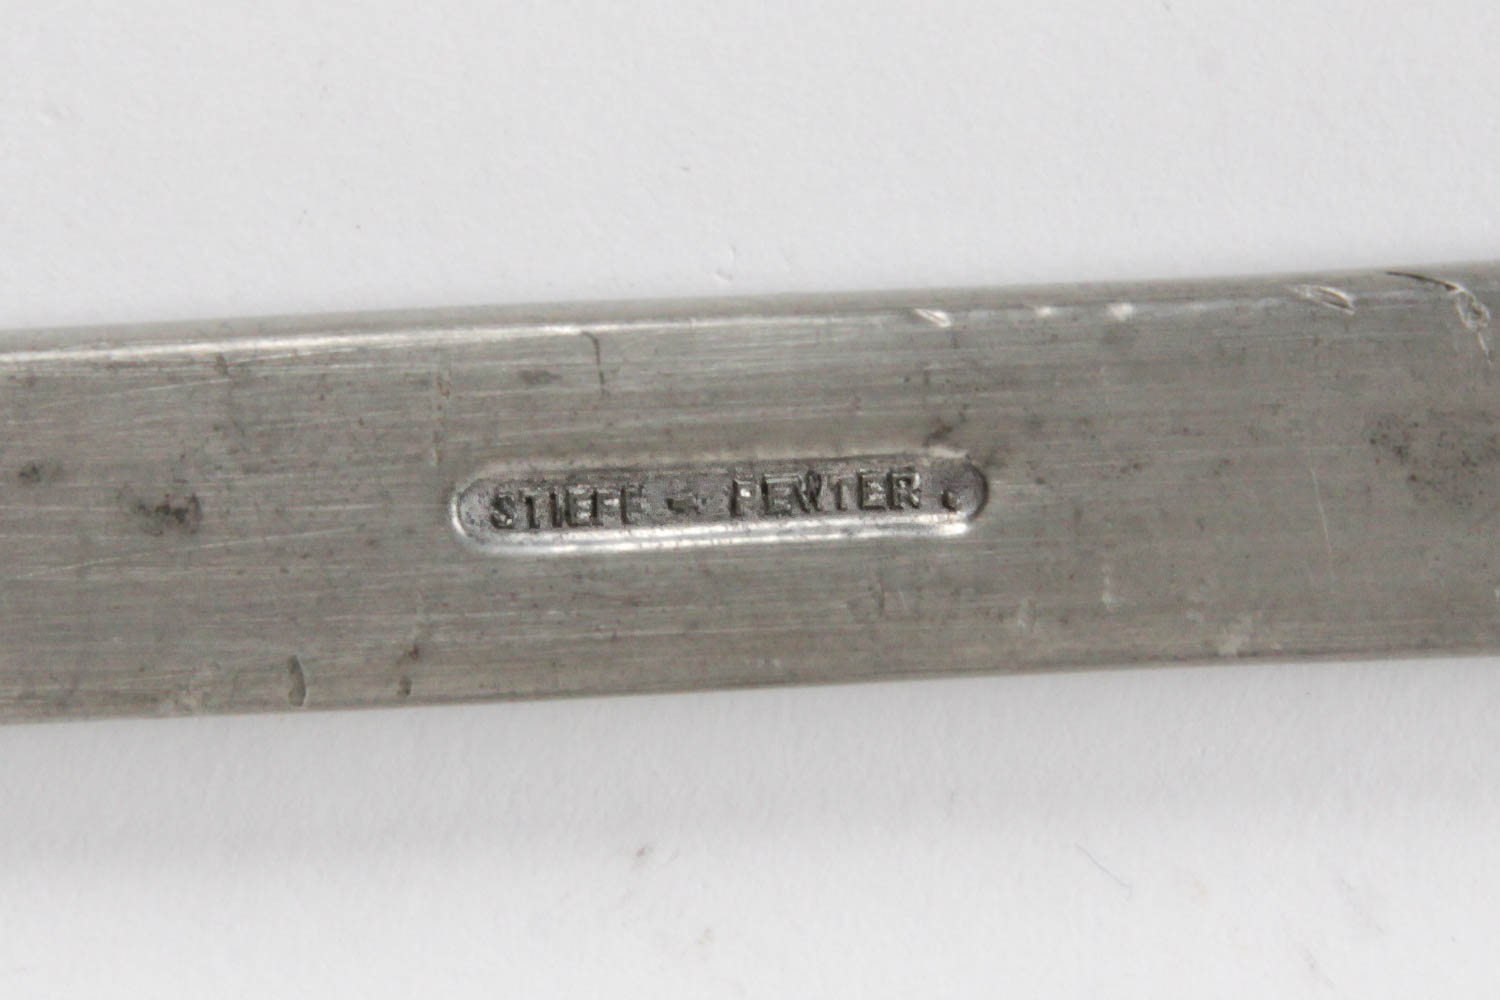 STIEFF - PEWTER.